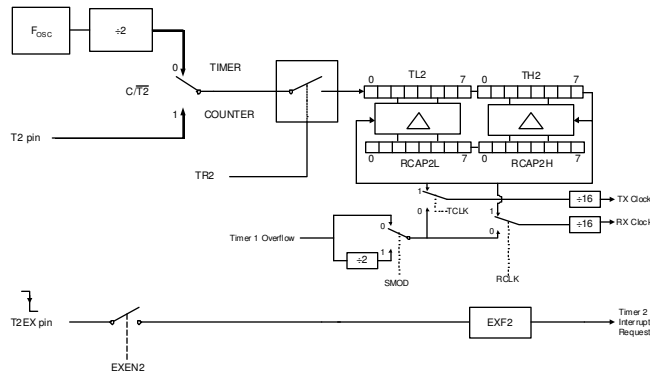 FOSC
÷2
TIMER
0
C/T2
1
COUNTER
T2 pin
TR2
0 TL2 7
0 TH2 7
0 RCAP2L 7
0 RCAP2H 7
1
TCLK
0
÷16
TX Clock
1
0
RCLK
÷16
RX Clock
Timer 1 Overflow
0
÷2
1
SMOD
T2EX pin
EXEN2
EXF2
Timer 2
Interrupt
Request